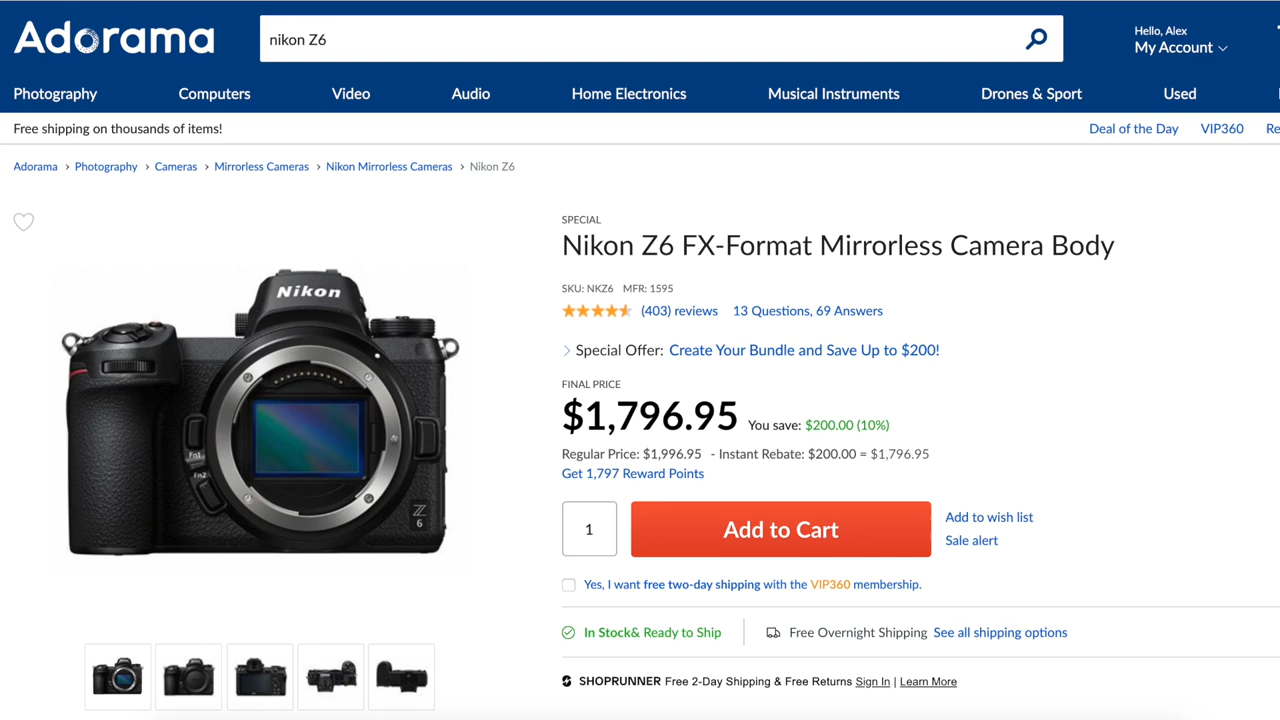 Adorama
nikon Z6
Hello, Alex
My Account
Photography Computers Video Audio Home Electronics Musical Instruments Drones & Sport Used
Free shipping on thousands of items!
Deal of the Day VIP360 Re
Adorama > Photography > Cameras > Mirrorless Cameras > Nikon Mirrorless Cameras > Nikon Z6
SPECIAL
Nikon Z6 FX-Format Mirrorless Camera Body
SKU: NKZ6 MFR: 1595
(403) reviews 13 Questions, 69 Answers
> Special Offer: Create Your Bundle and Save Up to $200!
FINAL PRICE
$1,796.95 You save: $200.00 (10%)
Regular Price: $1,996.95 - Instant Rebate: $200.00 = $1,796.95
Get 1,797 Reward Points
1 Add to Cart
Add to wish list
Sale alert
Yes, I want free two-day shipping with the VIP360 membership.
In Stock& Ready to Ship
Free Overnight Shipping See all shipping options
SHOPRUNNER Free 2-Day Shipping & Free Returns Sign In | Learn More
Nikon
Fn1
Fn2
Z
6